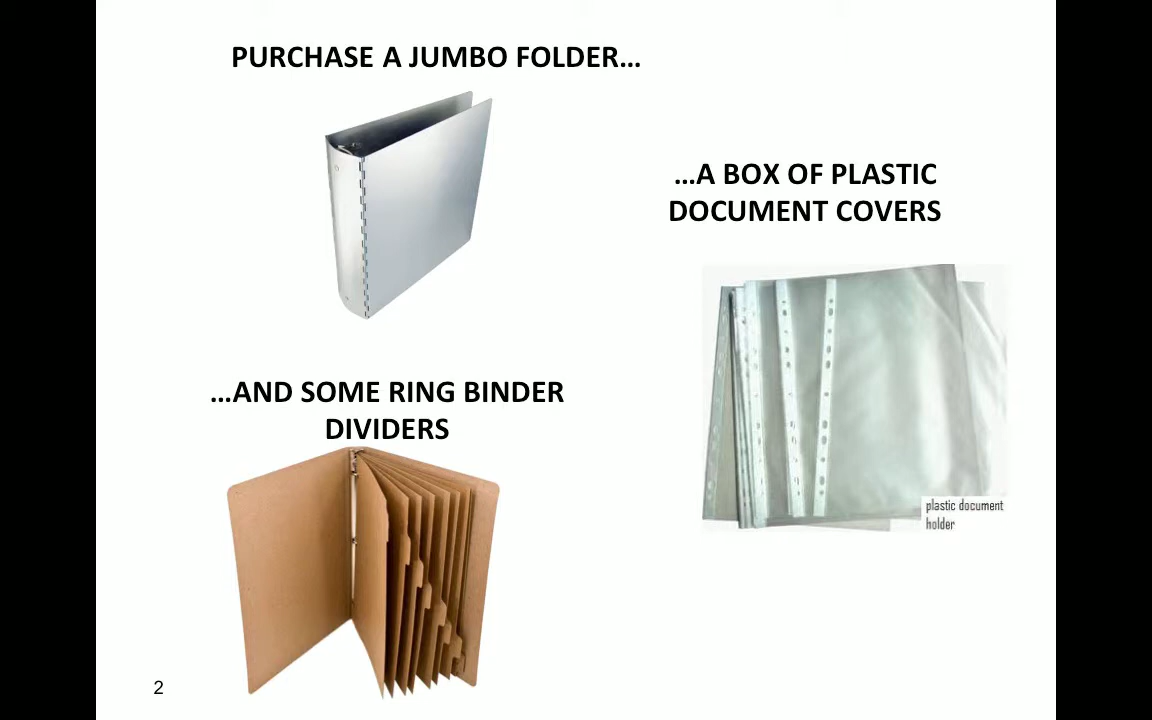 PURCHASE A JUMBO FOLDER…
…A BOX OF PLASTIC
DOCUMENT COVERS
…AND SOME RING BINDER
DIVIDERS
plastic document
holder
2